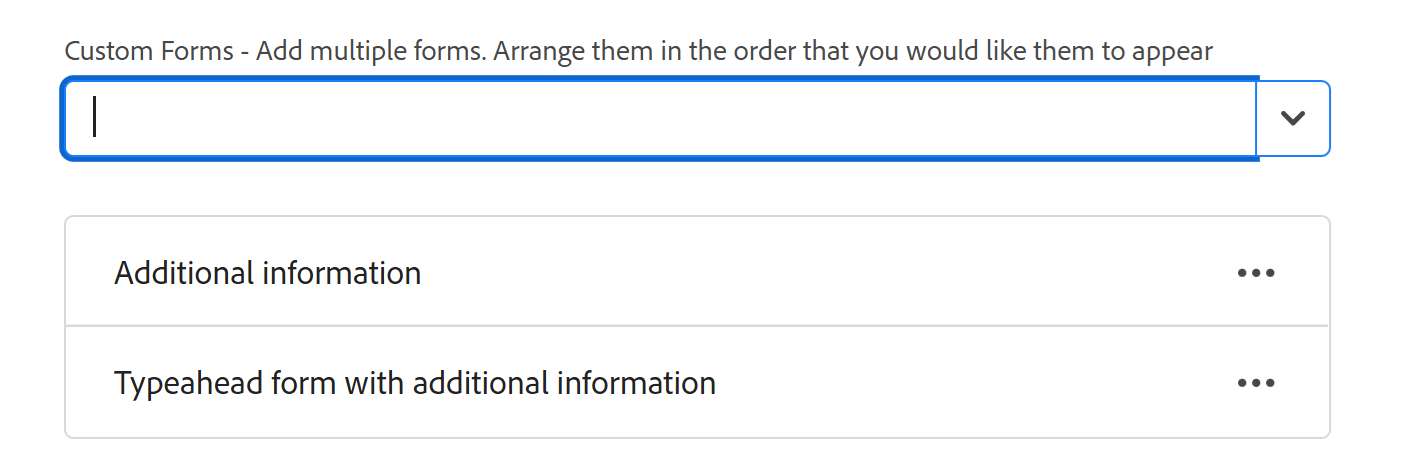 Custom Forms - Add multiple forms. Arrange them in the order that you would like them to appear
Additional information
Typeahead form with additional information